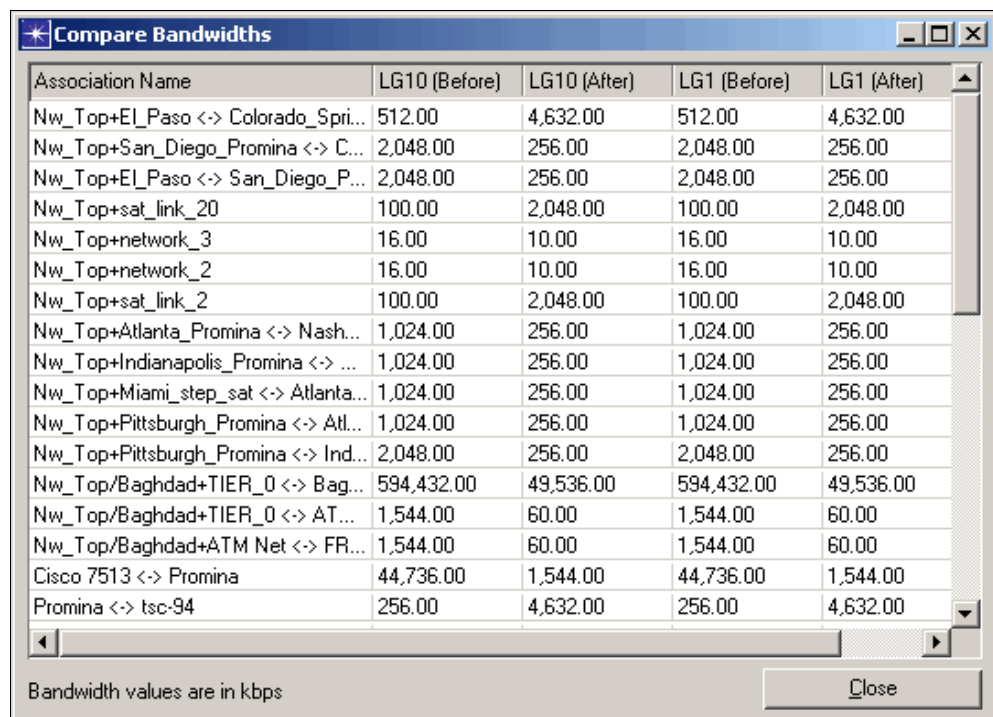 Compare Bandwidths
Association Name LG10 (Before) LG10 (After) LG1 (Before) LG1 (After)
Nw_Top+El_Paso <-> Colorado_Spri... 512.00 4,632.00 512.00 4,632.00
Nw_Top+San_Diego_Promina <-> C... 2,048.00 256.00 2,048.00 256.00
Nw_Top+El_Paso <-> San_Diego_P... 2,048.00 256.00 2,048.00 256.00
Nw_Top+sat_link_20 100.00 2,048.00 100.00 2,048.00
Nw_Top+network_3 16.00 10.00 16.00 10.00
Nw_Top+network_2 16.00 10.00 16.00 10.00
Nw_Top+sat_link_2 100.00 2,048.00 100.00 2,048.00
Nw_Top+Atlanta_Promina <-> Nash... 1,024.00 256.00 1,024.00 256.00
Nw_Top+Indianapolis_Promina <-> ... 1,024.00 256.00 1,024.00 256.00
Nw_Top+Miami_step_sat <-> Atlanta... 1,024.00 256.00 1,024.00 256.00
Nw_Top+Pittsburgh_Promina <-> Atl... 1,024.00 256.00 1,024.00 256.00
Nw_Top+Pittsburgh_Promina <-> Ind... 2,048.00 256.00 2,048.00 256.00
Nw_Top/Baghdad+TIER_0 <-> Bag... 594,432.00 49,536.00 594,432.00 49,536.00
Nw_Top/Baghdad+TIER_0 <-> AT... 1,544.00 60.00 1,544.00 60.00
Nw_Top/Baghdad+ATM Net <-> FR... 1,544.00 60.00 1,544.00 60.00
Cisco 7513 <-> Promina 44,736.00 1,544.00 44,736.00 1,544.00
Promina <-> tsc-94 256.00 4,632.00 256.00 4,632.00
Bandwidth values are in kbps Close